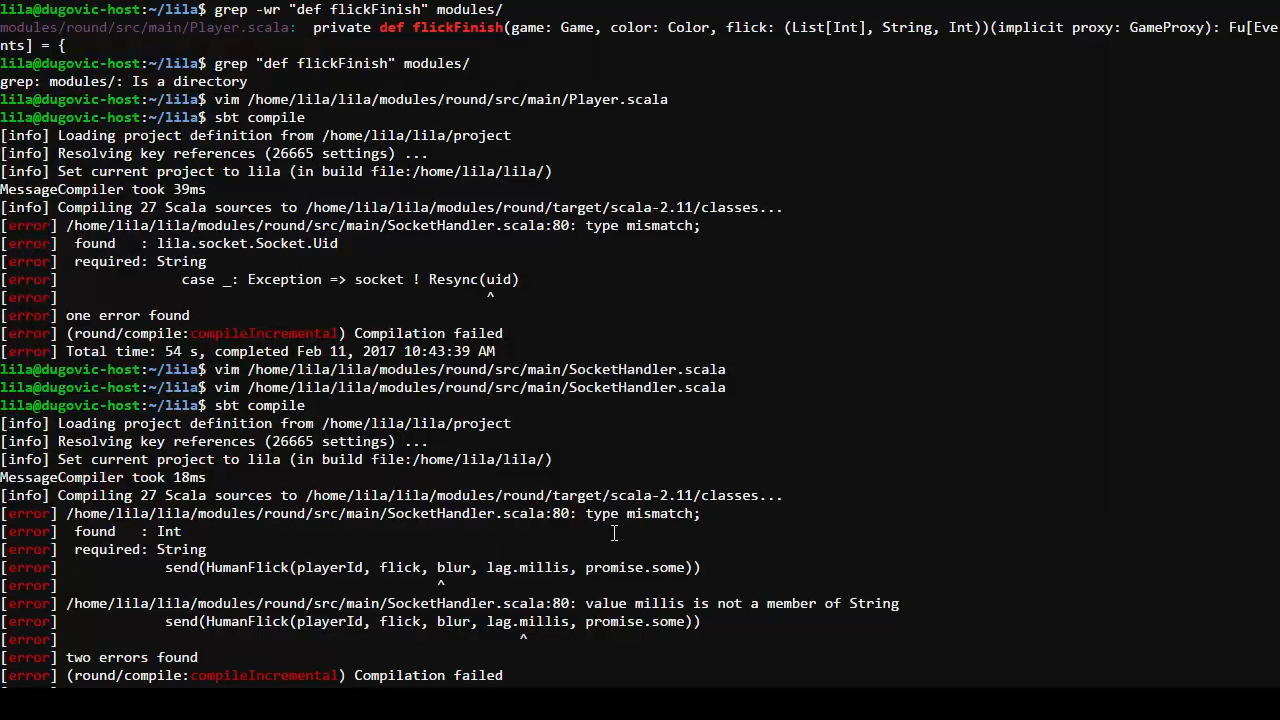 lila@dugovic-host:~/lila$ grep -wr "def flickFinish" modules/
modules/round/src/main/Player.scala:  private def flickFinish(game: Game, color: Color, flick: (List[Int], String, Int))(implicit proxy: GameProxy): Fu[Eve
nts] = {
lila@dugovic-host:~/lila$ grep "def flickFinish" modules/
grep: modules/: Is a directory
lila@dugovic-host:~/lila$ vim /home/lila/lila/modules/round/src/main/Player.scala
lila@dugovic-host:~/lila$ sbt compile
[info] Loading project definition from /home/lila/lila/project
[info] Resolving key references (26665 settings) ...
[info] Set current project to lila (in build file:/home/lila/lila/)
MessageCompiler took 39ms
[info] Compiling 27 Scala sources to /home/lila/lila/modules/round/target/scala-2.11/classes...
[error] /home/lila/lila/modules/round/src/main/SocketHandler.scala:80: type mismatch;
[error]  found   : lila.socket.Socket.Uid
[error]  required: String
[error]               case _: Exception => socket ! Resync(uid)
[error]                                                    ^
[error] one error found
[error] (round/compile:compileIncremental) Compilation failed
[error] Total time: 54 s, completed Feb 11, 2017 10:43:39 AM
lila@dugovic-host:~/lila$ vim /home/lila/lila/modules/round/src/main/SocketHandler.scala
lila@dugovic-host:~/lila$ vim /home/lila/lila/modules/round/src/main/SocketHandler.scala
lila@dugovic-host:~/lila$ sbt compile
[info] Loading project definition from /home/lila/lila/project
[info] Resolving key references (26665 settings) ...
[info] Set current project to lila (in build file:/home/lila/lila/)
MessageCompiler took 18ms
[info] Compiling 27 Scala sources to /home/lila/lila/modules/round/target/scala-2.11/classes...
[error] /home/lila/lila/modules/round/src/main/SocketHandler.scala:80: type mismatch;
[error]  found   : Int
[error]  required: String
[error]             send(HumanFlick(playerId, flick, blur, lag.millis, promise.some))
[error]                                              ^
[error] /home/lila/lila/modules/round/src/main/SocketHandler.scala:80: value millis is not a member of String
[error]             send(HumanFlick(playerId, flick, blur, lag.millis, promise.some))
[error]                                                        ^
[error] two errors found
[error] (round/compile:compileIncremental) Compilation failed